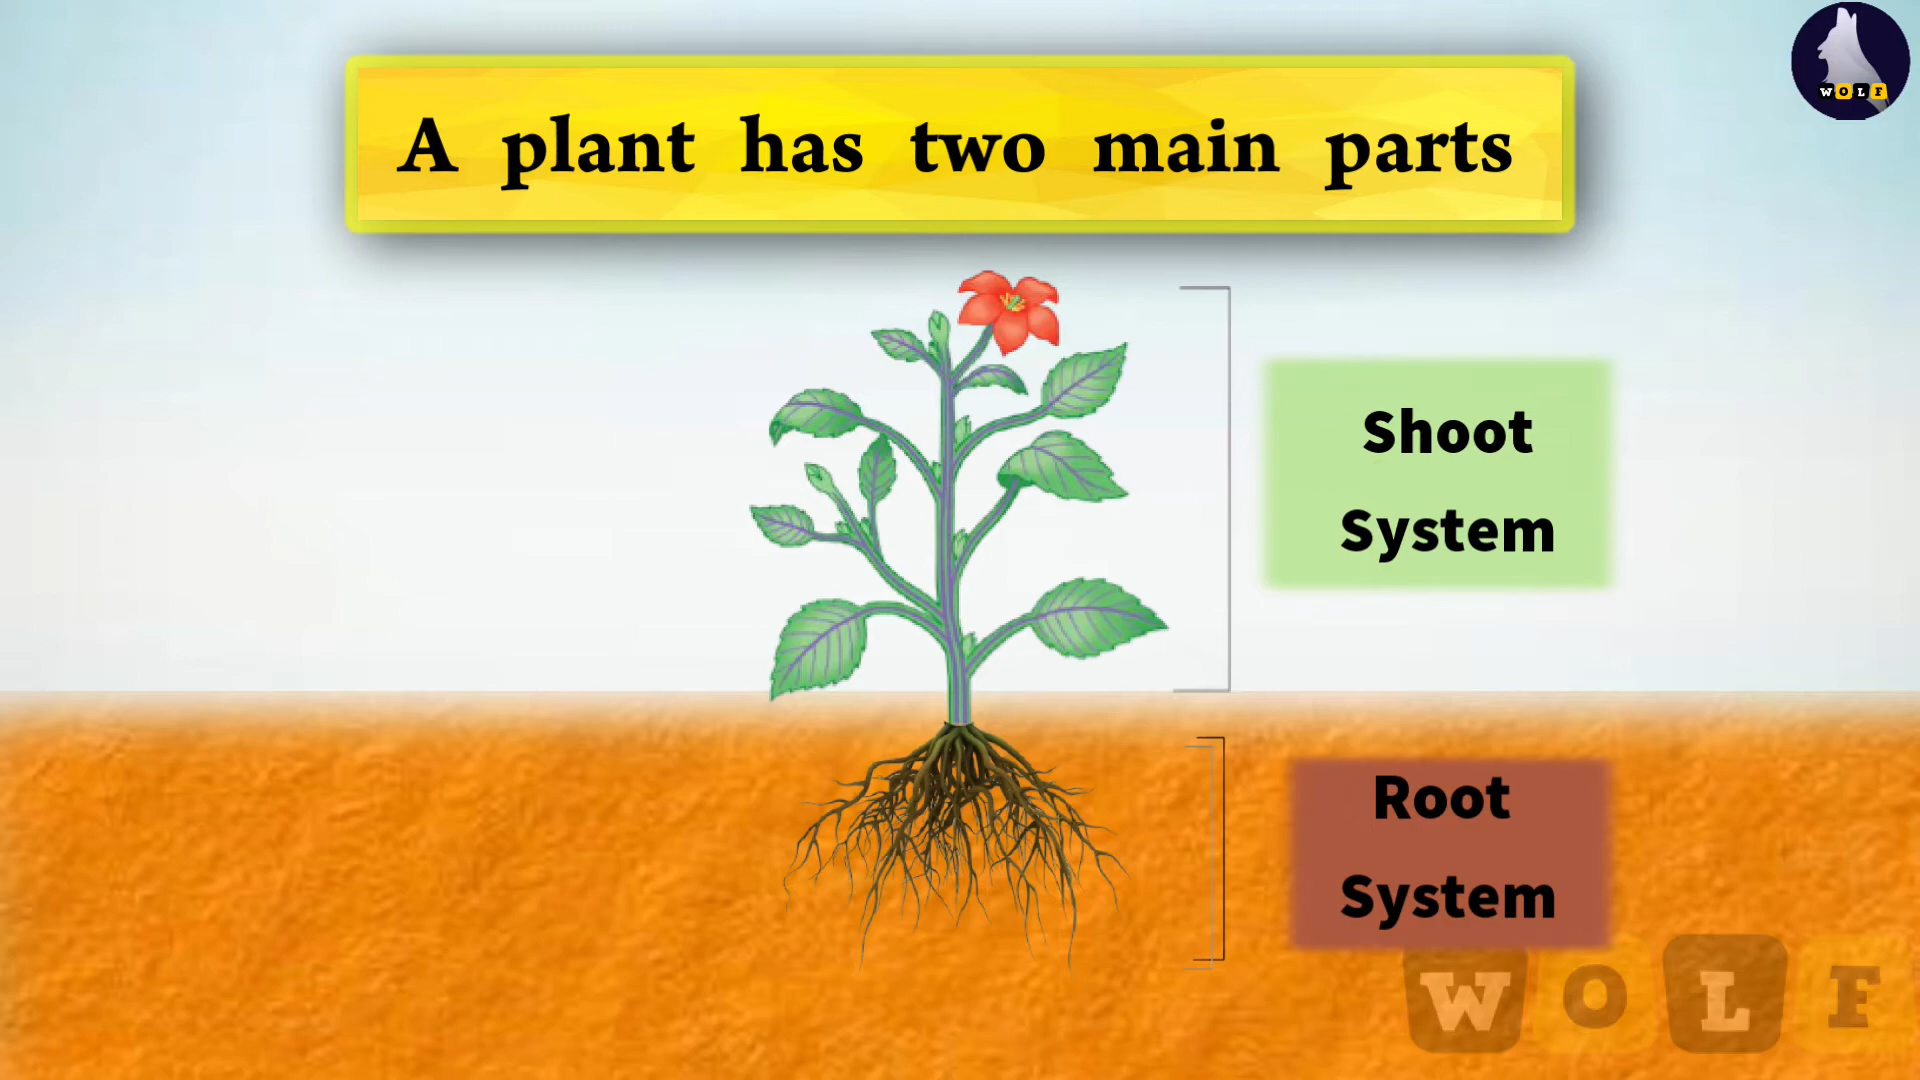 WOLF
A plant has two main parts
Shoot
System
Root
System
WOLF